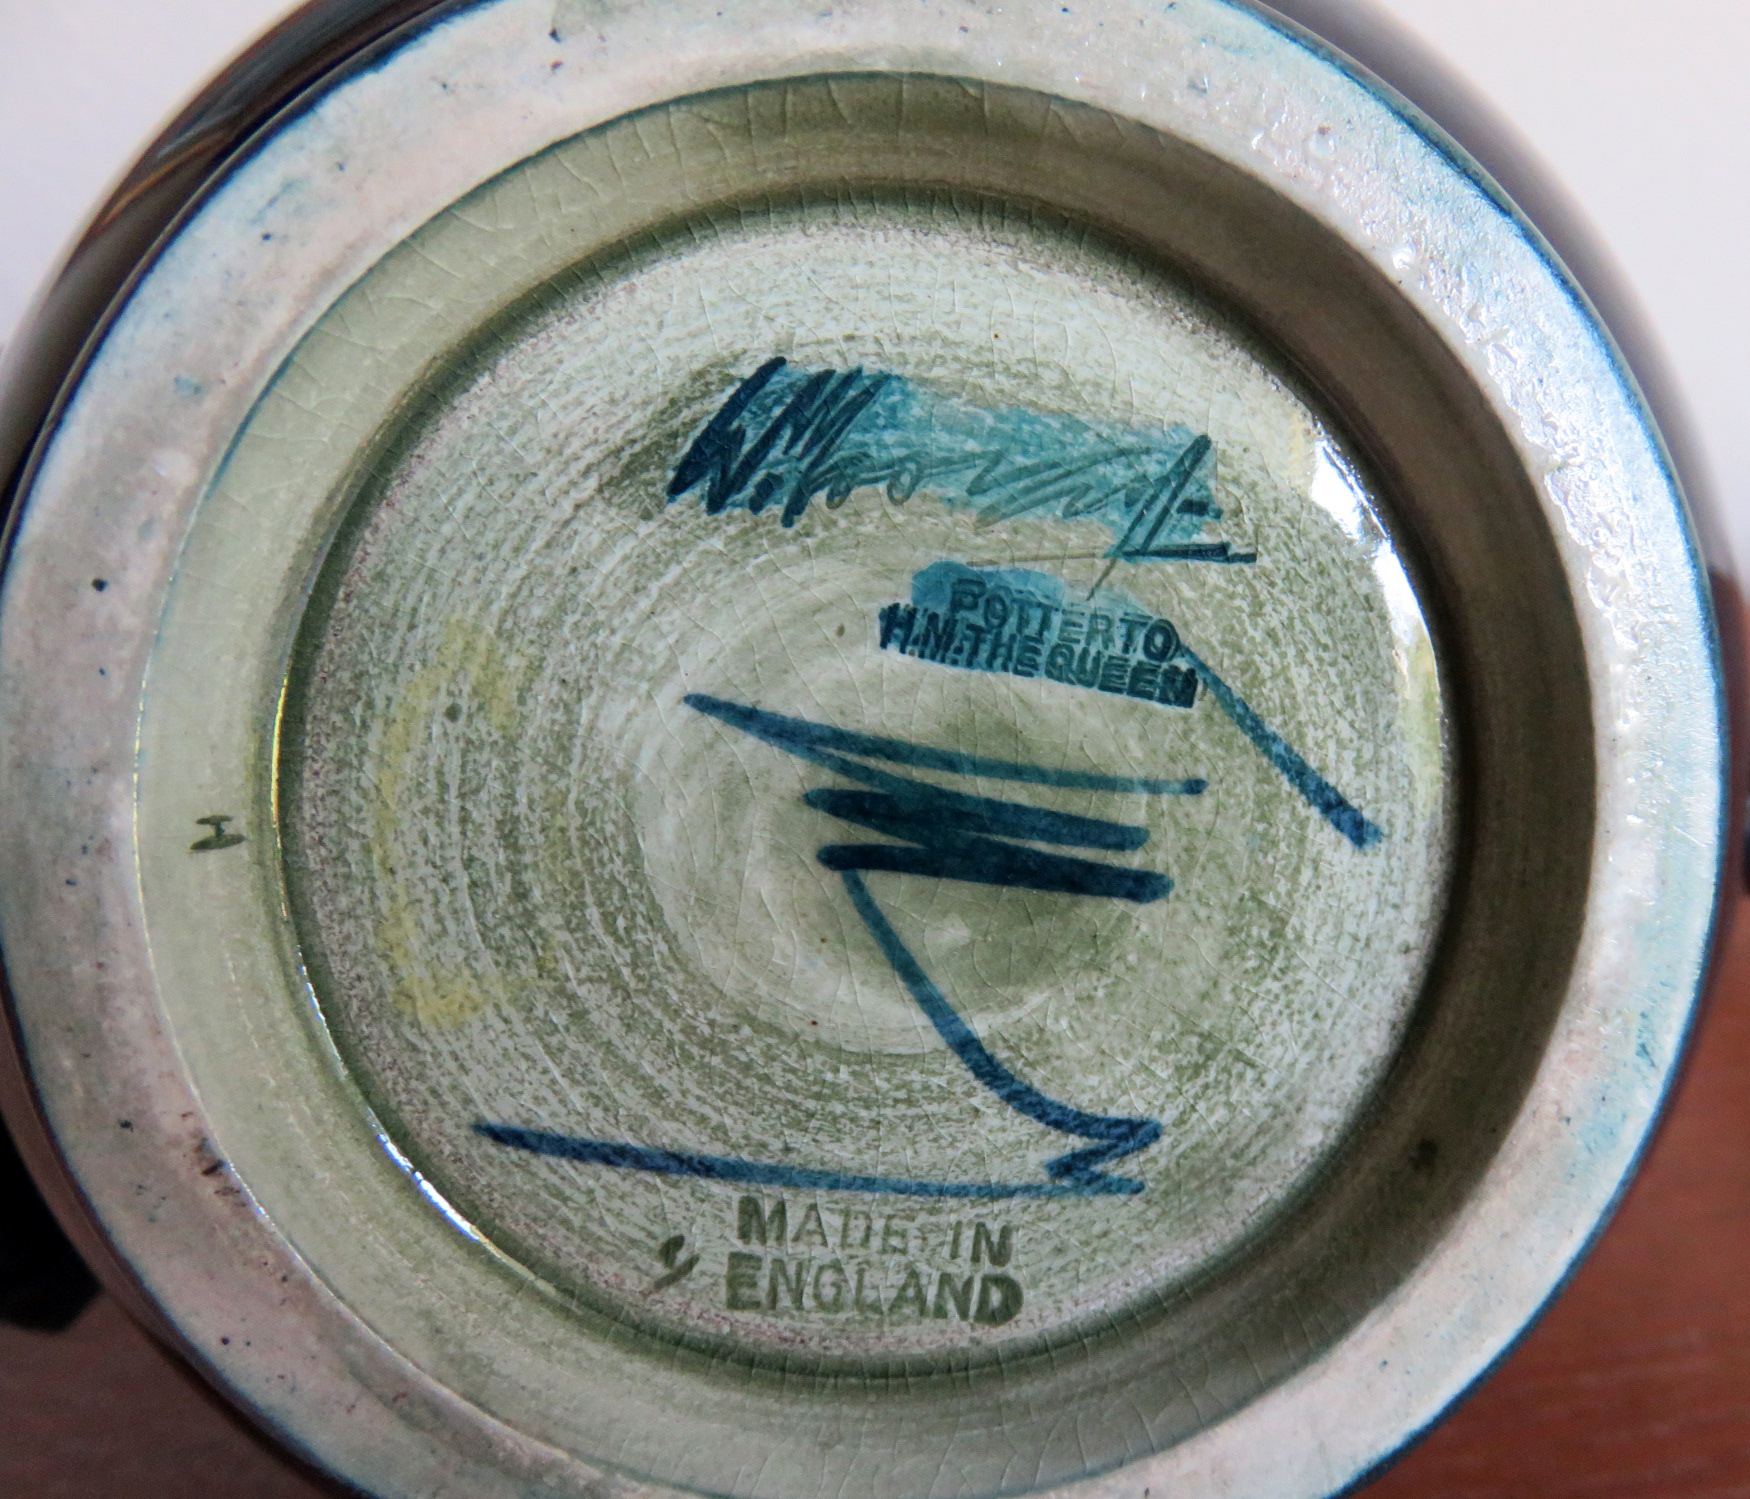 W. Moorcroft
POTTER TO
H.M. THE QUEEN
H
MADE IN
ENGLAND